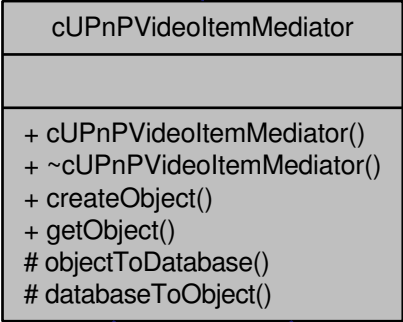 cUPnPVideoItemMediator
+ cUPnPVideoItemMediator()
+ ~cUPnPVideoItemMediator()
+ createObject()
+ getObject()
# objectToDatabase()
# databaseToObject()